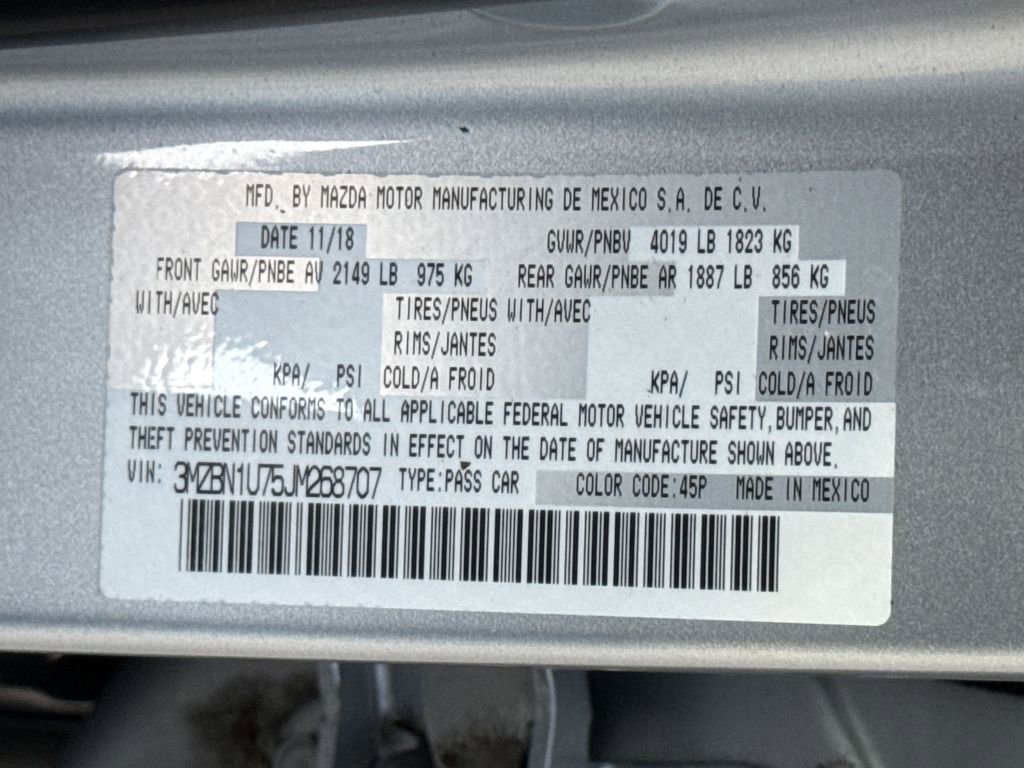 MFD. BY MAZDA MOTOR MANUFACTURING DE MEXICO S.A. DE C.V.
DATE 11/18 GVWR/PNBV 4019 LB 1823 KG
FRONT GAWR/PNBE AV 2149 LB 975 KG REAR GAWR/PNBE AR 1887 LB 856 KG
WITH/AVEC TIRES/PNEUS WITH/AVEC TIRES/PNEUS
RIMS/JANTES RIMS/JANTES
KPA/ PSI COLD/A FROID KPA/ PSI COLD/A FROID
THIS VEHICLE CONFORMS TO ALL APPLICABLE FEDERAL MOTOR VEHICLE SAFETY, BUMPER, AND
THEFT PREVENTION STANDARDS IN EFFECT ON THE DATE OF MANUFACTURE SHOWN ABOVE.
VIN: 3MZBN1U75JM268707 TYPE:PASS CAR COLOR CODE:45P MADE IN MEXICO